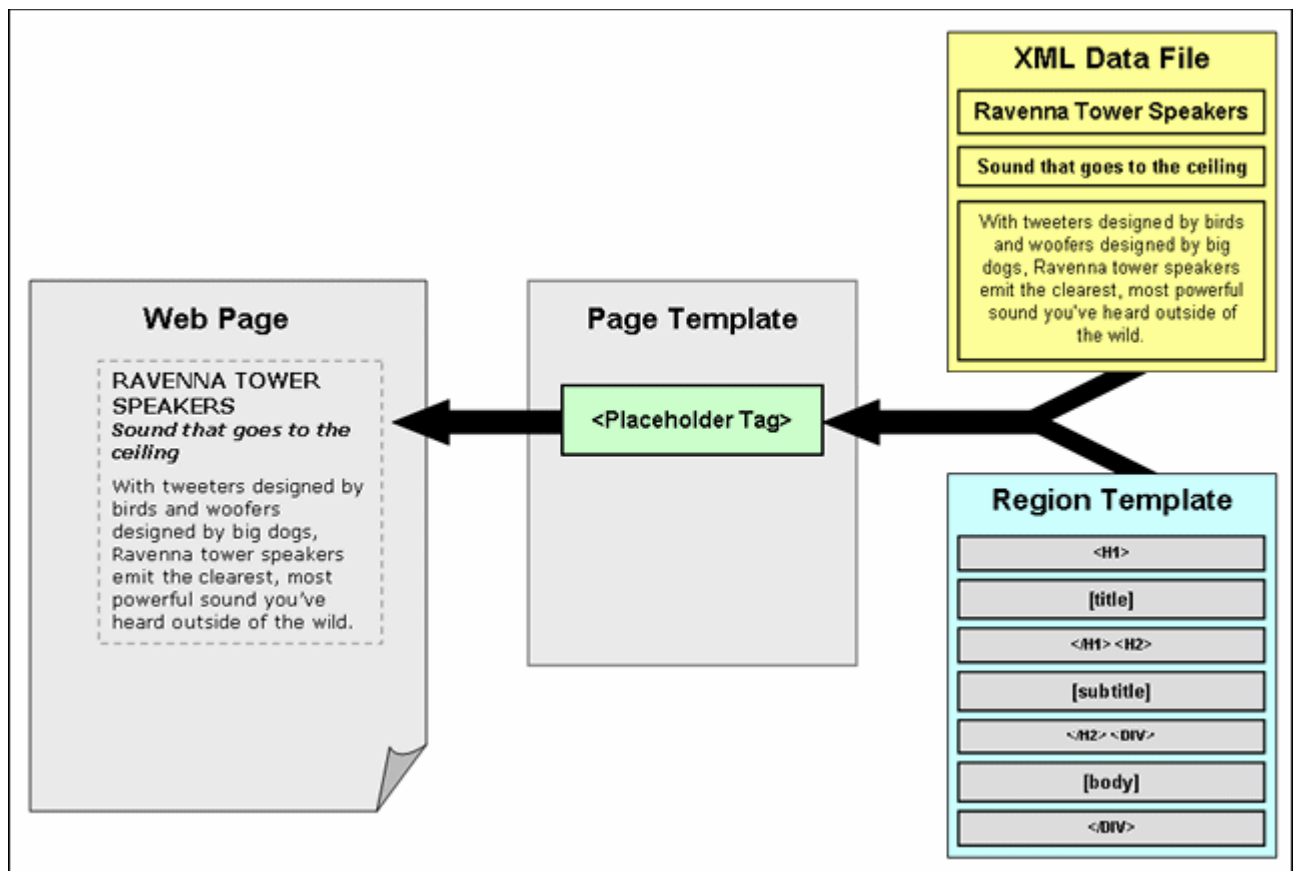 Web Page
RAVENNA TOWER
SPEAKERS
Sound that goes to the
ceiling
With tweeters designed by
birds and woofers
designed by big dogs,
Ravenna tower speakers
emit the clearest, most
powerful sound you've
heard outside of the wild.
Page Template
<Placeholder Tag>
XML Data File
Ravenna Tower Speakers
Sound that goes to the ceiling
With tweeters designed by birds
and woofers designed by big
dogs, Ravenna tower speakers
emit the clearest, most powerful
sound you've heard outside of
the wild.
Region Template
<H1>
[title]
</H1> <H2>
[subtitle]
</H2> <DIV>
[body]
</DIV>